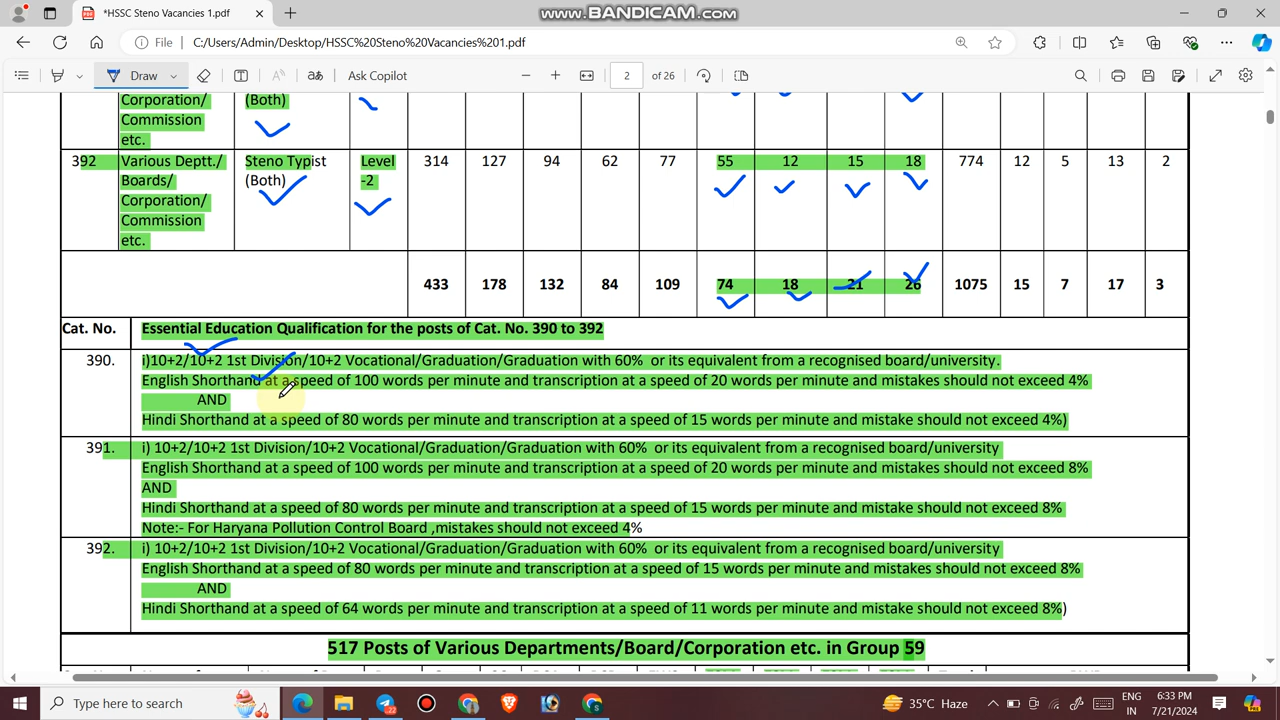 WWW.BANDICAM.COM
*HSSC Steno Vacancies 1.pdf
File C:/Users/Admin/Desktop/HSSC%20Steno%20Vacancies%201.pdf
Draw Ask Copilot 2 of 26
Corporation/ (Both)
Commission
etc.
392 Various Deptt./ Steno Typist Level 314 127 94 62 77 55 12 15 18 774 12 5 13 2
Boards/ (Both) -2
Corporation/
Commission
etc.
433 178 132 84 109 74 18 21 26 1075 15 7 17 3
Cat. No. Essential Education Qualification for the posts of Cat. No. 390 to 392
390. i)10+2/10+2 1st Division/10+2 Vocational/Graduation/Graduation with 60% or its equivalent from a recognised board/university.
English Shorthand at a speed of 100 words per minute and transcription at a speed of 20 words per minute and mistakes should not exceed 4%
AND
Hindi Shorthand at a speed of 80 words per minute and transcription at a speed of 15 words per minute and mistake should not exceed 4%)
391. i) 10+2/10+2 1st Division/10+2 Vocational/Graduation/Graduation with 60% or its equivalent from a recognised board/university
English Shorthand at a speed of 100 words per minute and transcription at a speed of 20 words per minute and mistakes should not exceed 8%
AND
Hindi Shorthand at a speed of 80 words per minute and transcription at a speed of 15 words per minute and mistake should not exceed 8%
Note:- For Haryana Pollution Control Board ,mistakes should not exceed 4%
392. i) 10+2/10+2 1st Division/10+2 Vocational/Graduation/Graduation with 60% or its equivalent from a recognised board/university
English Shorthand at a speed of 80 words per minute and transcription at a speed of 15 words per minute and mistakes should not exceed 8%
AND
Hindi Shorthand at a speed of 64 words per minute and transcription at a speed of 11 words per minute and mistake should not exceed 8%)
517 Posts of Various Departments/Board/Corporation etc. in Group 59
Type here to search 35°C Haze ENG 6:33 PM
IN 7/21/2024